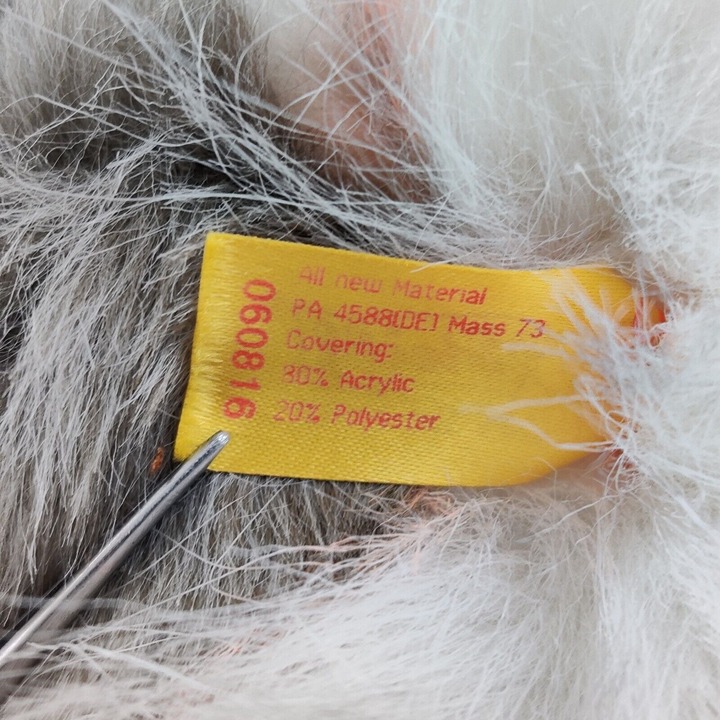 All new Material
PA 4588(DE) Mass 73
Covering:
80% Acrylic
20% Polyester
060816